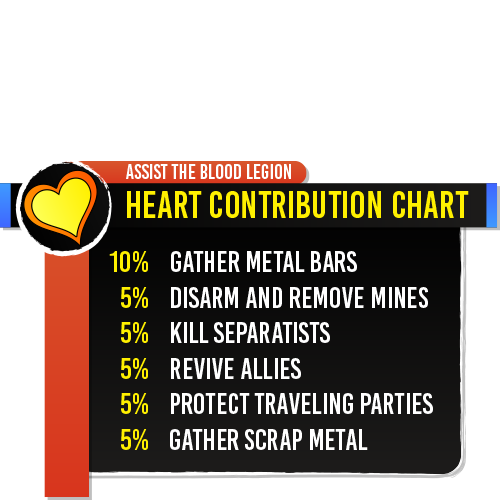 ASSIST THE BLOOD LEGION
HEART CONTRIBUTION CHART
10% GATHER METAL BARS
5% DISARM AND REMOVE MINES
5% KILL SEPARATISTS
5% REVIVE ALLIES
5% PROTECT TRAVELING PARTIES
5% GATHER SCRAP METAL